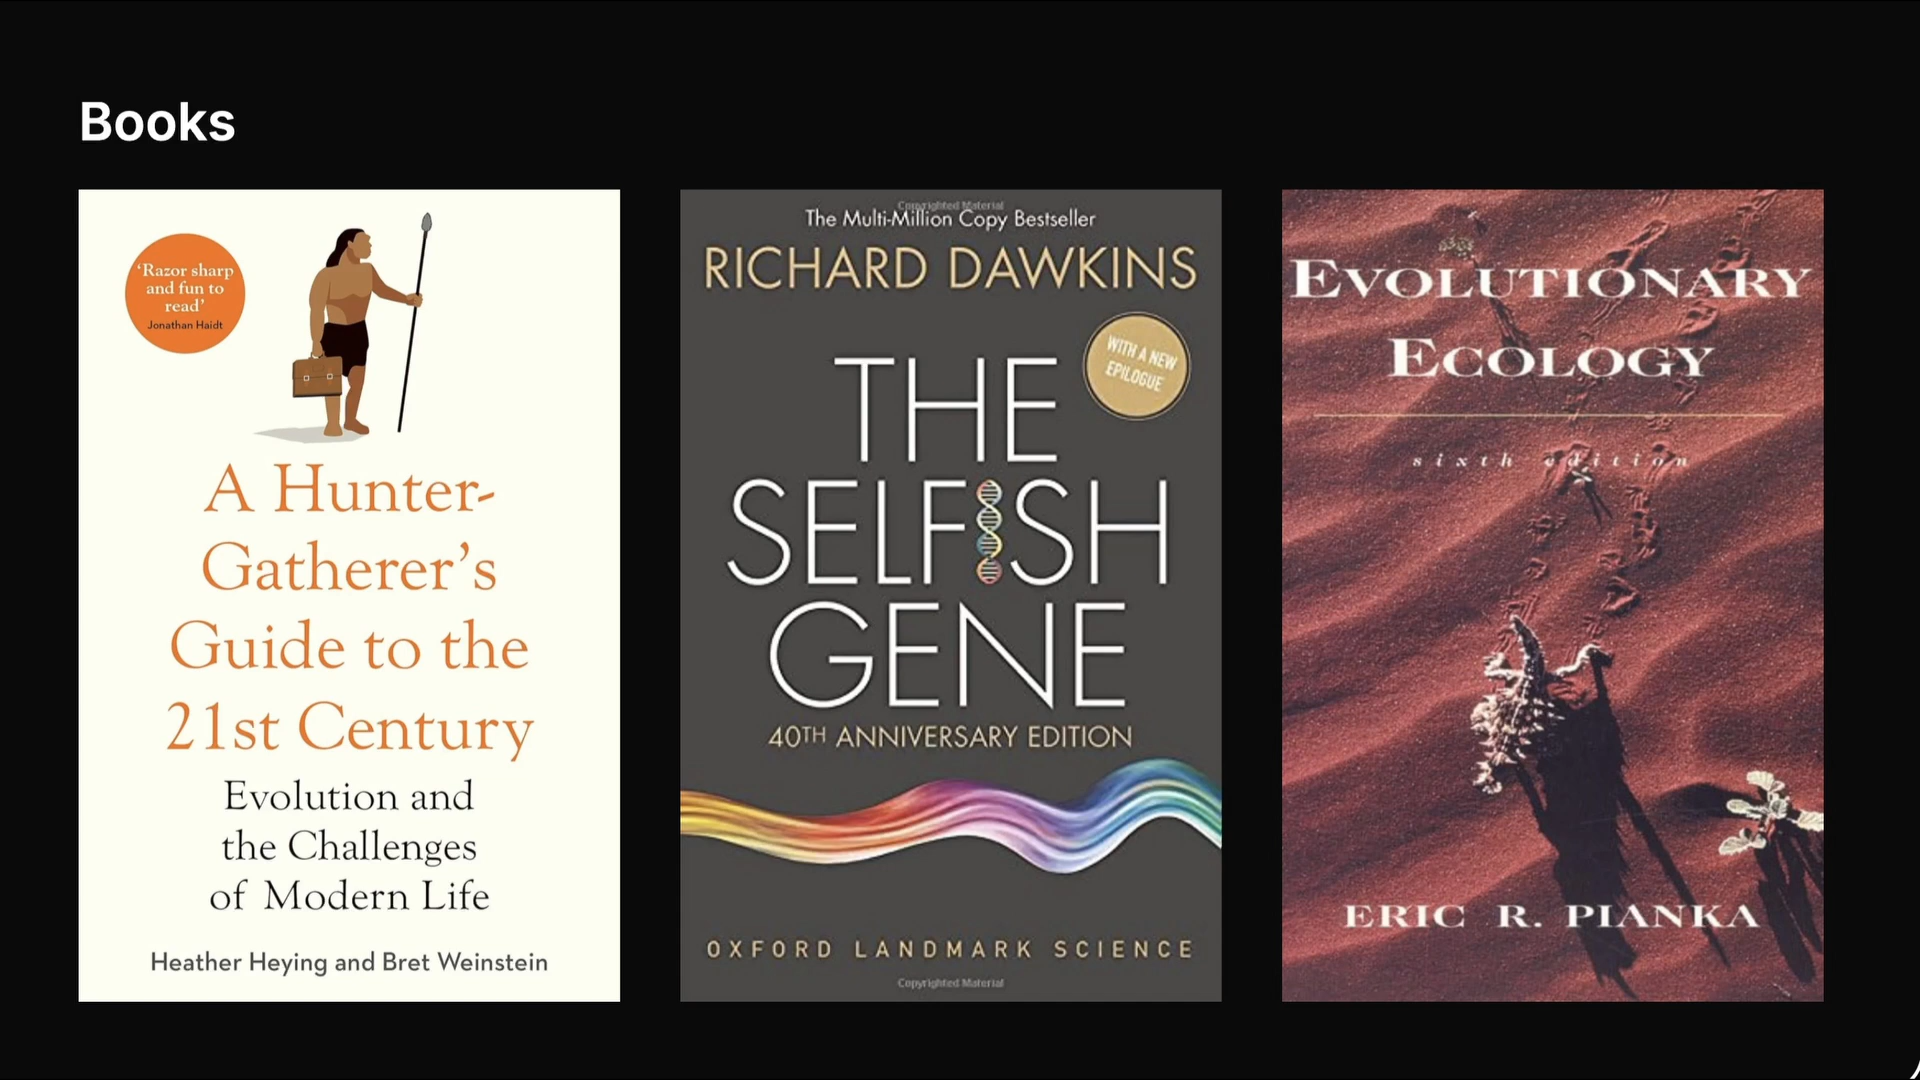 Books
‘Razor sharp
and fun to
read’
Jonathan Haidt
A Hunter-
Gatherer’s
Guide to the
21st Century
Evolution and
the Challenges
of Modern Life
Heather Heying and Bret Weinstein
Copyrighted Material
The Multi-Million Copy Bestseller
RICHARD DAWKINS
WITH A NEW
EPILOGUE
THE
SELFISH
GENE
40TH ANNIVERSARY EDITION
OXFORD LANDMARK SCIENCE
Copyrighted Material
EVOLUTIONARY
ECOLOGY
sixth edition
ERIC R. PIANKA